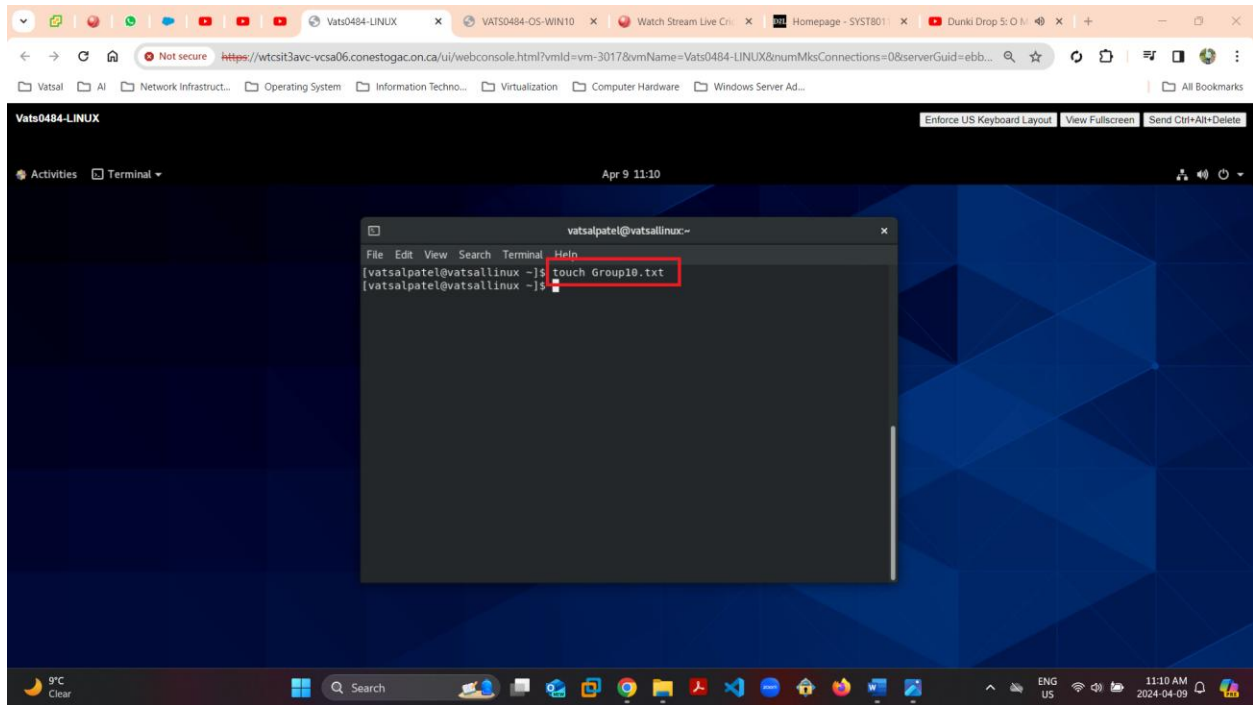 Vats0484-LINUX
VATS0484-OS-WIN10
Watch Stream Live Cric
D2L
Homepage - SYST8011
Dunki Drop 5: O M
Not secure
https://wtcsit3avc-vcsa06.conestogac.on.ca/ui/webconsole.html?vmId=vm-3017&vmName=Vats0484-LINUX&numMksConnections=0&serverGuid=ebb...
Vatsal
AI
Network Infrastruct...
Operating System
Information Techno...
Virtualization
Computer Hardware
Windows Server Ad...
All Bookmarks
Vats0484-LINUX
Enforce US Keyboard Layout
View Fullscreen
Send Ctrl+Alt+Delete
Activities
Terminal
Apr 9 11:10
vatsalpatel@vatsallinux:~
File Edit View Search Terminal Help
[vatsalpatel@vatsallinux ~]$ touch Group10.txt
[vatsalpatel@vatsallinux ~]$
9°C
Clear
Search
ENG
US
11:10 AM
2024-04-09